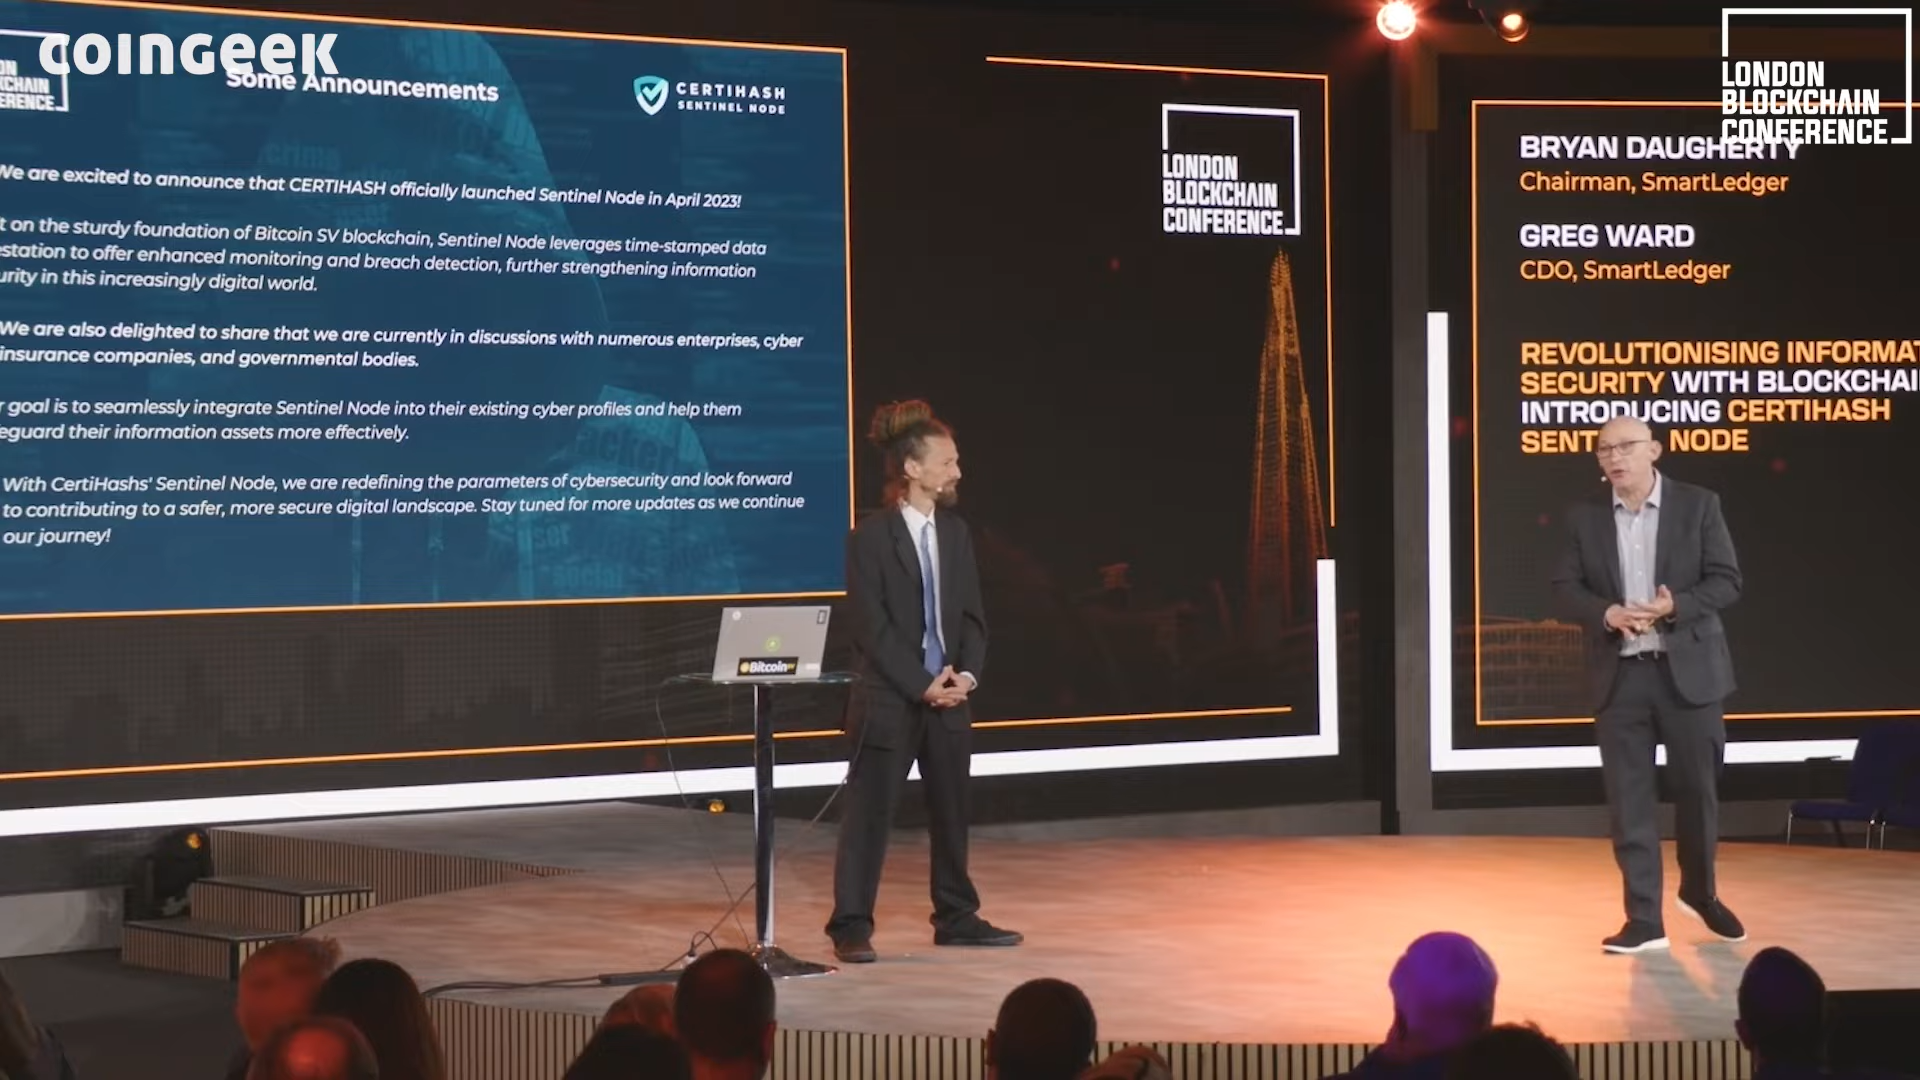 COINGEEK
Some Announcements
CERTIHASH
SENTINEL NODE
We are excited to announce that CERTIHASH officially launched Sentinel Node in April 2023!
on the sturdy foundation of Bitcoin SV blockchain, Sentinel Node leverages time-stamped data
to offer enhanced monitoring and breach detection, further strengthening information
in this increasingly digital world.
We are also delighted to share that we are currently in discussions with numerous enterprises, cyber
insurance companies, and governmental bodies.
goal is to seamlessly integrate Sentinel Node into their existing cyber profiles and help them
their information assets more effectively.
With CertiHashs' Sentinel Node, we are redefining the parameters of cybersecurity and look forward
to contributing to a safer, more secure digital landscape. Stay tuned for more updates as we continue
our journey!
Bitcoin
LONDON
BLOCKCHAIN
CONFERENCE
LONDON
BLOCKCHAIN
CONFERENCE
BRYAN DAUGHERTY
Chairman, SmartLedger
GREG WARD
CDO, SmartLedger
REVOLUTIONISING
SECURITY WITH
INTRODUCING CERTIHASH
NODE